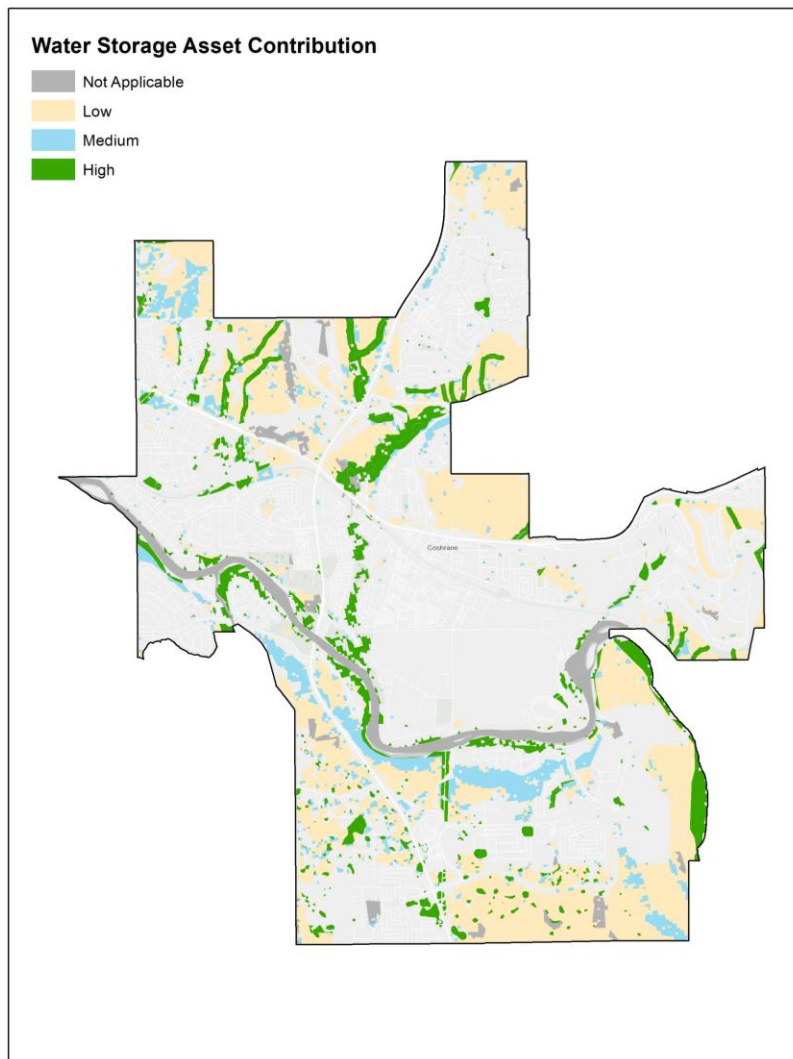 Water Storage Asset Contribution
Not Applicable
Low
Medium
High
Cochrane